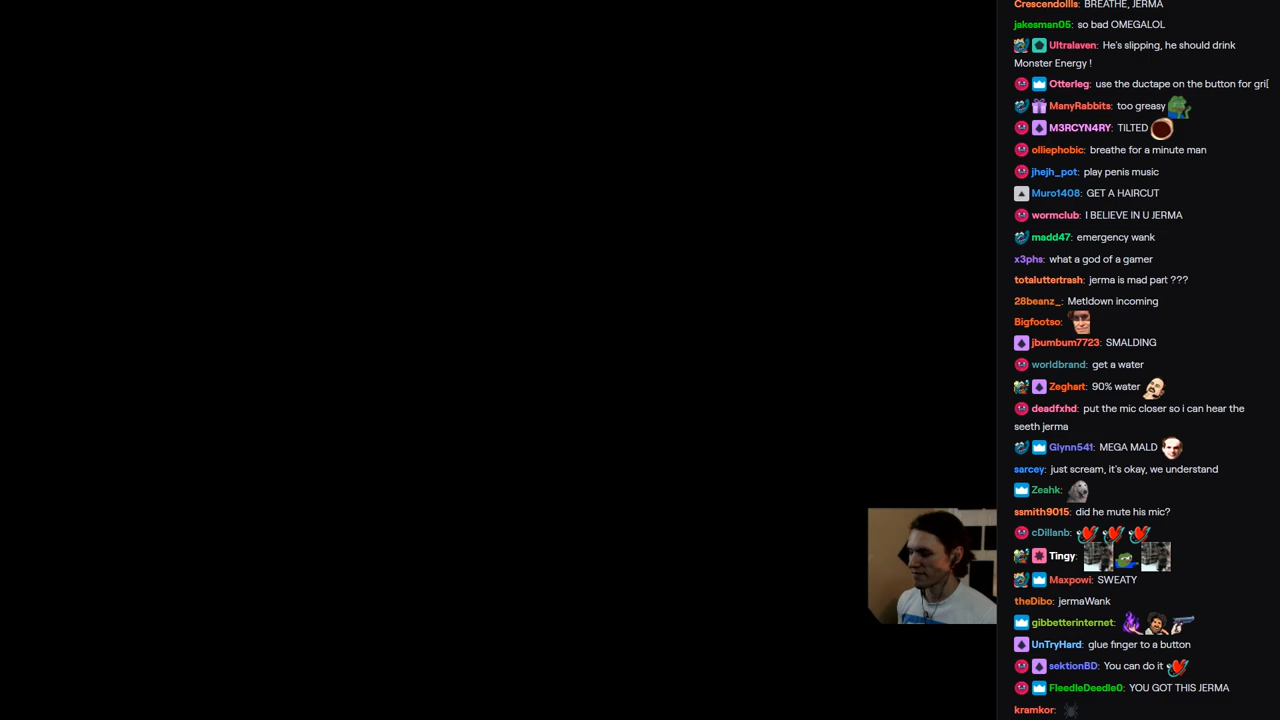 Crescendolls: BREATHE, JERMA
jakesman05: so bad OMEGALOL
Ultralaven: He's slipping, he should drink
Monster Energy !
Otterleg: use the ductape on the button for gri
ManyRabbits: too greasy
M3RCYN4RY: TILTED
olliephobic: breathe for a minute man
jhejh_pot: play penis music
Muro1408: GET A HAIRCUT
wormclub: I BELIEVE IN U JERMA
madd47: emergency wank
x3phs: what a god of a gamer
totaluttertrash: jerma is mad part ???
28beanz_: Metldown incoming
Bigfootso:
jbumbum7723: SMALDING
worldbrand: get a water
Zeghart: 90% water
deadfxhd: put the mic closer so i can hear the
seeth jerma
Glynn541: MEGA MALD
sarcey: just scream, it's okay, we understand
Zeahk:
ssmith9015: did he mute his mic?
cDillanb:
Tingy:
Maxpowi: SWEATY
theDibo: jermaWank
gibbetterinternet:
UnTryHard: glue finger to a button
sektionBD: You can do it
FleedleDeedle0: YOU GOT THIS JERMA
kramkor: